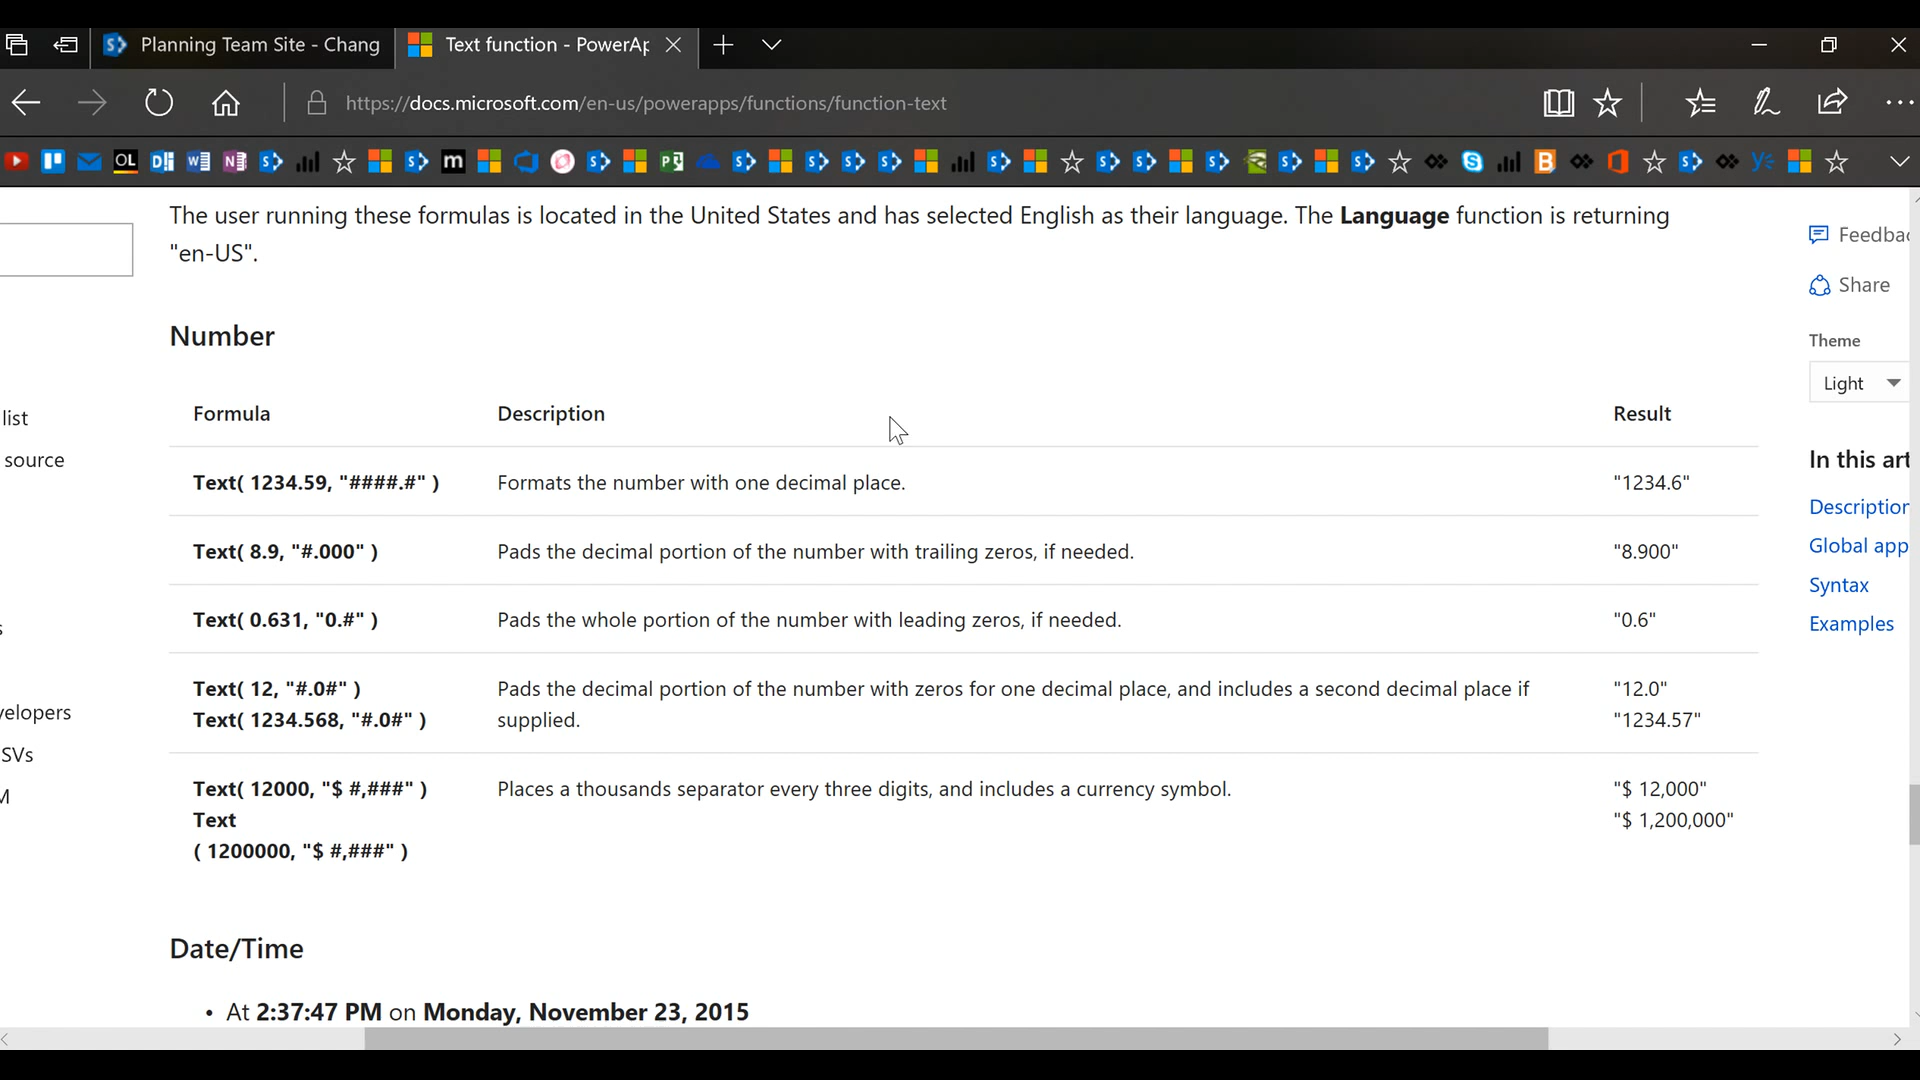 Planning Team Site - Chang
Text function - PowerAp
https://docs.microsoft.com/en-us/powerapps/functions/function-text
OL
m
The user running these formulas is located in the United States and has selected English as their language. The Language function is returning
"en-US".
Number
Formula Description Result
Text( 1234.59, "####.#" ) Formats the number with one decimal place. "1234.6"
Text( 8.9, "#.000" ) Pads the decimal portion of the number with trailing zeros, if needed. "8.900"
Text( 0.631, "0.#" ) Pads the whole portion of the number with leading zeros, if needed. "0.6"
Text( 12, "#.0#" ) Pads the decimal portion of the number with zeros for one decimal place, and includes a second decimal place if "12.0"
Text( 1234.568, "#.0#" ) supplied. "1234.57"
Text( 12000, "$ #,###" ) Places a thousands separator every three digits, and includes a currency symbol. "$ 12,000"
Text "$ 1,200,000"
( 1200000, "$ #,###" )
Date/Time
• At 2:37:47 PM on Monday, November 23, 2015
list
source
s
velopers
SVs
M
Feedbac
Share
Theme
Light
In this art
Description
Global app
Syntax
Examples